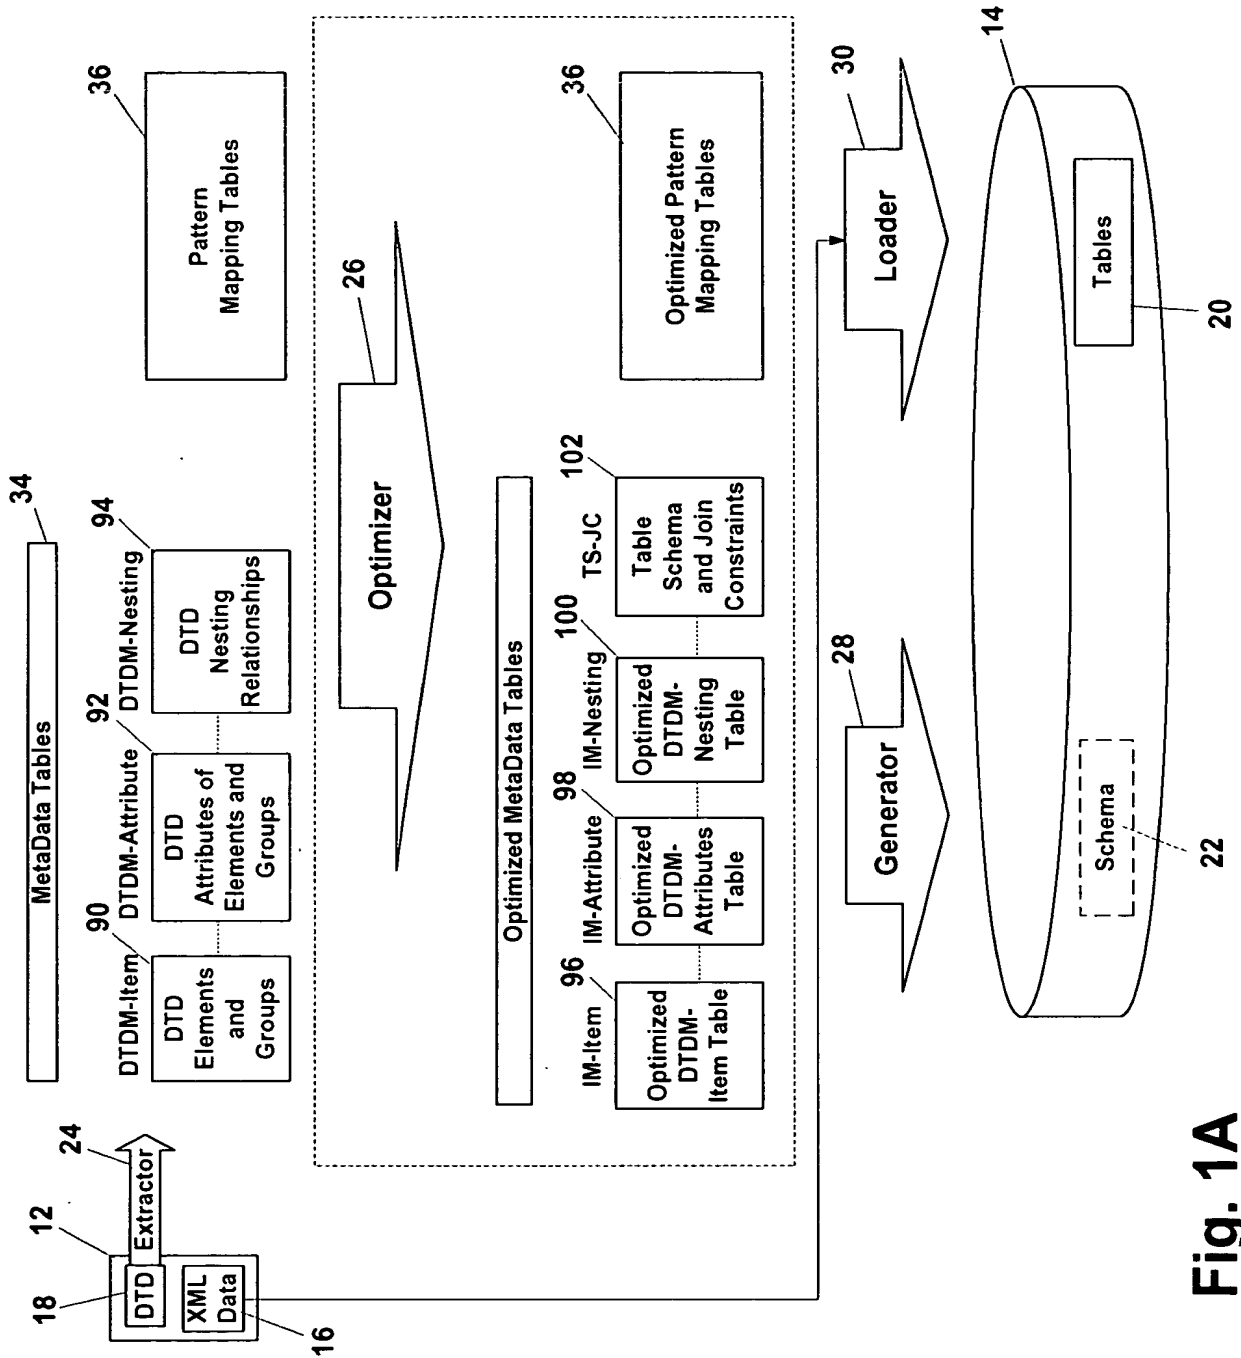 12
24
Extractor
18
DTD
XML
Data
16
34
MetaData Tables
DTDM-Item
90
DTD
Elements
and
Groups
DTDM-Attribute
92
DTD
Attributes of
Elements and
Groups
DTDM-Nesting
94
DTD
Nesting
Relationships
36
Pattern
Mapping Tables
Optimizer
26
Optimized MetaData Tables
IM-Item
96
Optimized
DTDM-
Item Table
IM-Attribute
98
Optimized
DTDM-
Attributes
Table
IM-Nesting
100
Optimized
DTDM-
Nesting
Table
TS-JC
102
Table
Schema
and Join
Constraints
36
Optimized Pattern
Mapping Tables
Generator
28
Loader
30
14
Schema
22
Tables
20
Fig. 1A